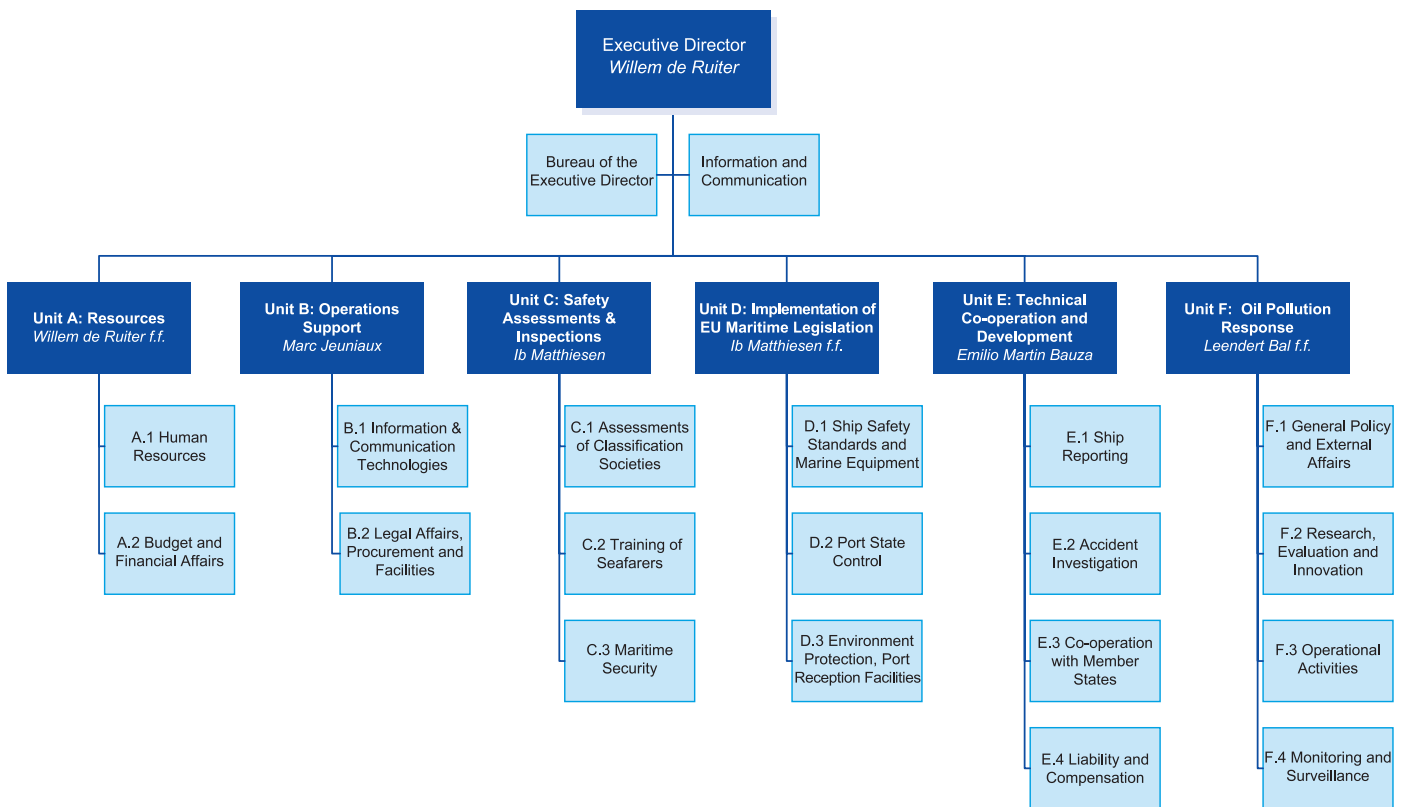 Executive Director
Willem de Ruiter
Bureau of the
Executive Director
Information and
Communication
Unit A: Resources
Willem de Ruiter f.f.
Unit B: Operations
Support
Marc Jeuniaux
Unit C: Safety
Assessments &
Inspections
Ib Matthiesen
Unit D: Implementation of
EU Maritime Legislation
Ib Matthiesen f.f.
Unit E: Technical
Co-operation and
Development
Emilio Martin Bauza
Unit F: Oil Pollution
Response
Leendert Bal f.f.
A.1 Human
Resources
B.1 Information &
Communication
Technologies
C.1 Assessments
of Classification
Societies
D.1 Ship Safety
Standards and
Marine Equipment
E.1 Ship
Reporting
F.1 General Policy
and External
Affairs
A.2 Budget and
Financial Affairs
B.2 Legal Affairs,
Procurement and
Facilities
C.2 Training of
Seafarers
D.2 Port State
Control
E.2 Accident
Investigation
F.2 Research,
Evaluation and
Innovation
C.3 Maritime
Security
D.3 Environment
Protection, Port
Reception Facilities
E.3 Co-operation
with Member
States
F.3 Operational
Activities
E.4 Liability and
Compensation
F.4 Monitoring and
Surveillance